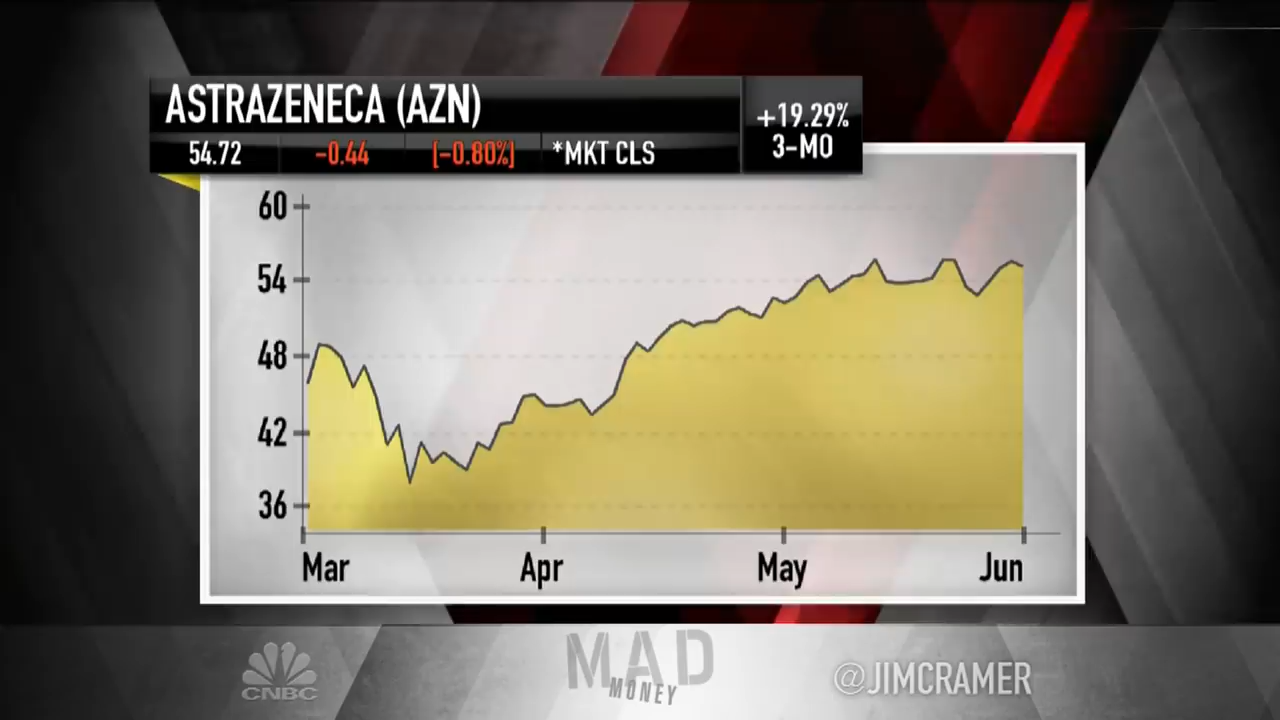 ASTRAZENECA (AZN)
54.72 -0.44 [-0.80%] *MKT CLS
+19.29%
3-MO
60
54
48
42
36
Mar Apr May Jun
CNBC
MAD
MONEY
@JIMCRAMER